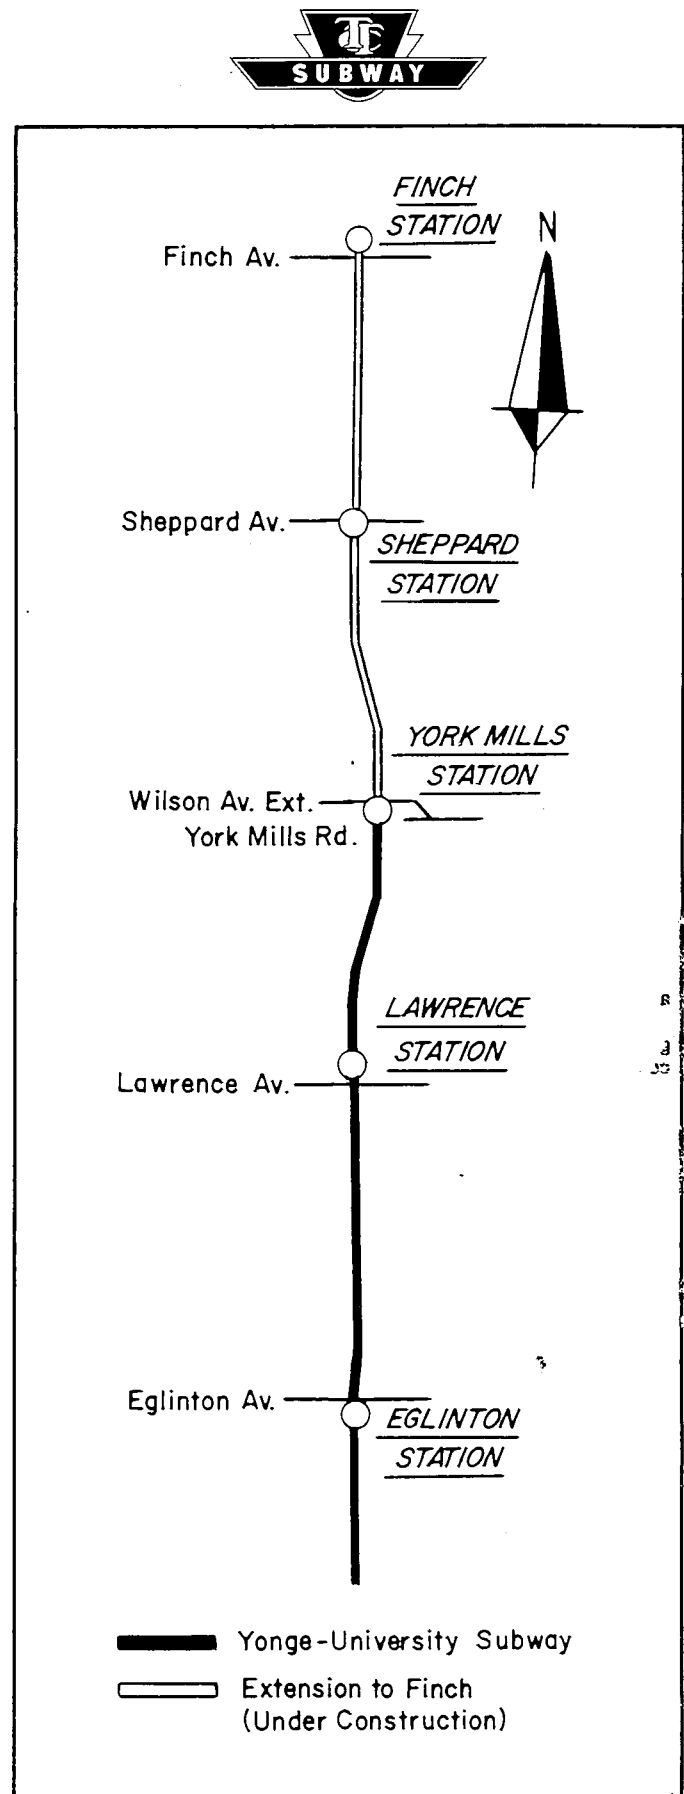 TTC
SUBWAY
FINCH
STATION
N
Finch Av.
Sheppard Av.
SHEPPARD
STATION
YORK MILLS
STATION
Wilson Av. Ext.
York Mills Rd.
LAWRENCE
STATION
Lawrence Av.
Eglinton Av.
EGLINTON
STATION
Yonge-University Subway
Extension to Finch
(Under Construction)